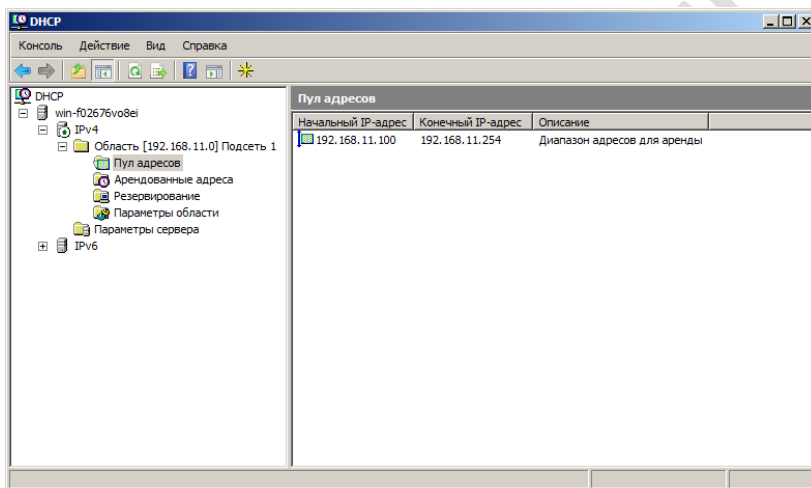 DHCP
Консоль Действие Вид Справка
DHCP
win-f02676vo8ei
IPv4
Область [192.168.11.0] Подсеть 1
Пул адресов
Арендованные адреса
Резервирование
Параметры области
Параметры сервера
IPv6
Пул адресов
Начальный IP-адрес Конечный IP-адрес Описание
192.168.11.100 192.168.11.254 Диапазон адресов для аренды